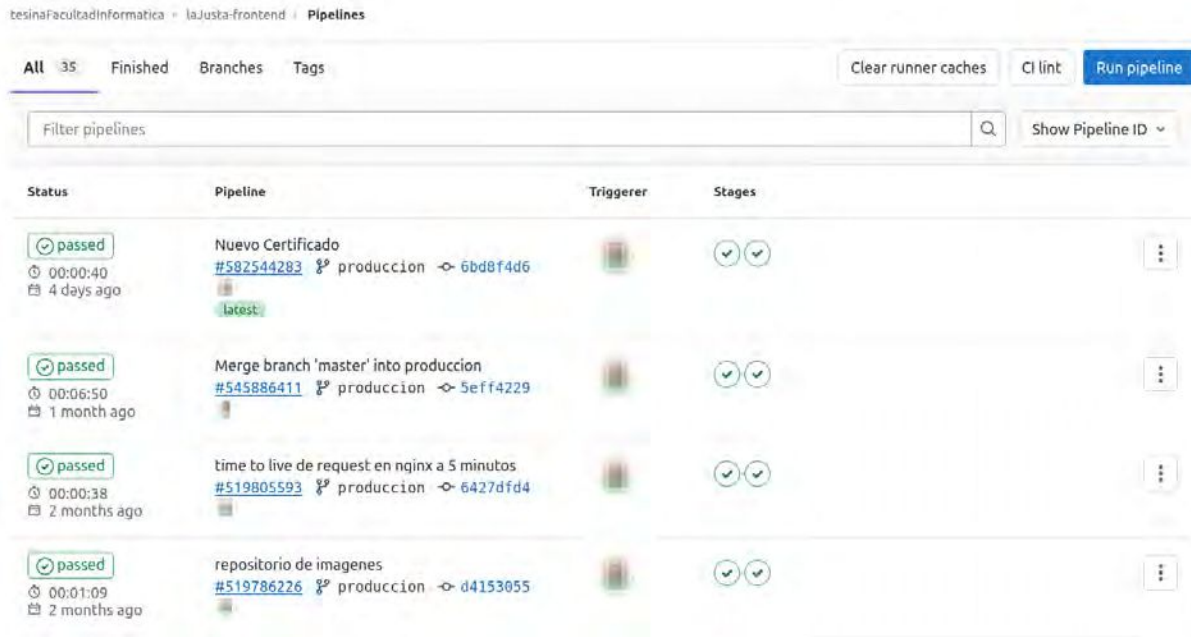 tesinaFacultadInformatica > laJusta-frontend > Pipelines
All 35 Finished Branches Tags Clear runner caches CI lint Run pipeline
Filter pipelines Show Pipeline ID
Status Pipeline Triggerer Stages
passed Nuevo Certificado
00:00:40 #582544283 produccion 6bd8f4d6
4 days ago
latest
passed Merge branch 'master' into produccion
00:06:50 #545886411 produccion 5eff4229
1 month ago
passed time to live de request en nginx a 5 minutos
00:00:38 #519805593 produccion 6427dfd4
2 months ago
passed repositorio de imagenes
00:01:09 #519786226 produccion d4153055
2 months ago